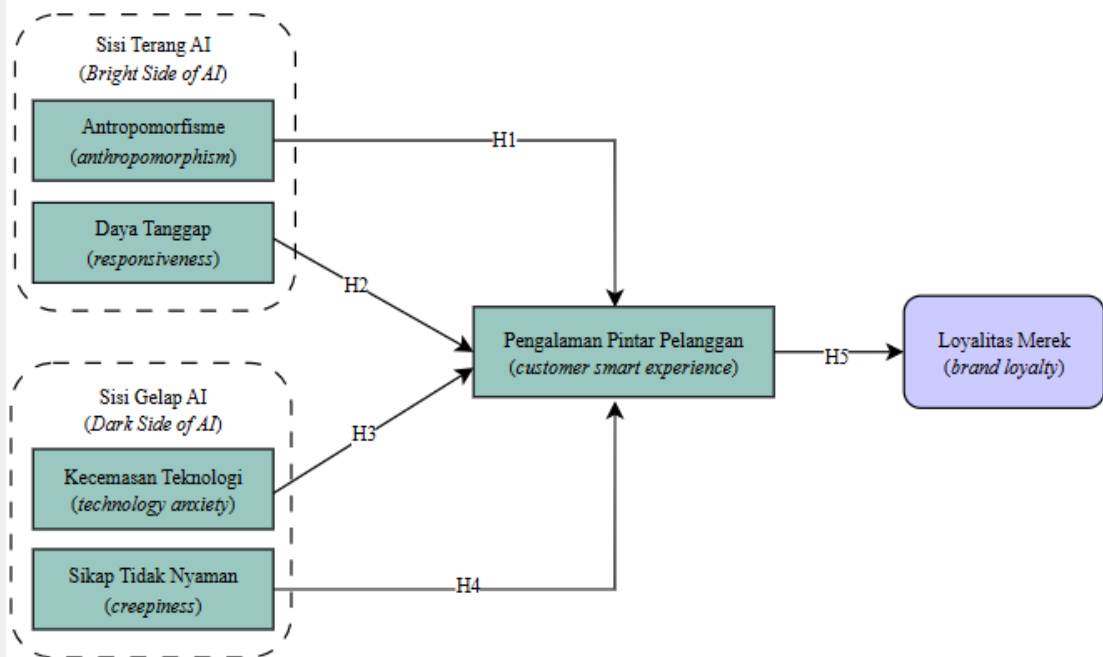 Sisi Terang AI
(Bright Side of AI)
Antropomorfisme
(anthropomorphism)
H1
Daya Tanggap
(responsiveness)
H2
Pengalaman Pintar Pelanggan
(customer smart experience)
H5
Loyalitas Merek
(brand loyalty)
Sisi Gelap AI
(Dark Side of AI)
H3
Kecemasan Teknologi
(technology anxiety)
Sikap Tidak Nyaman
(creepiness)
H4